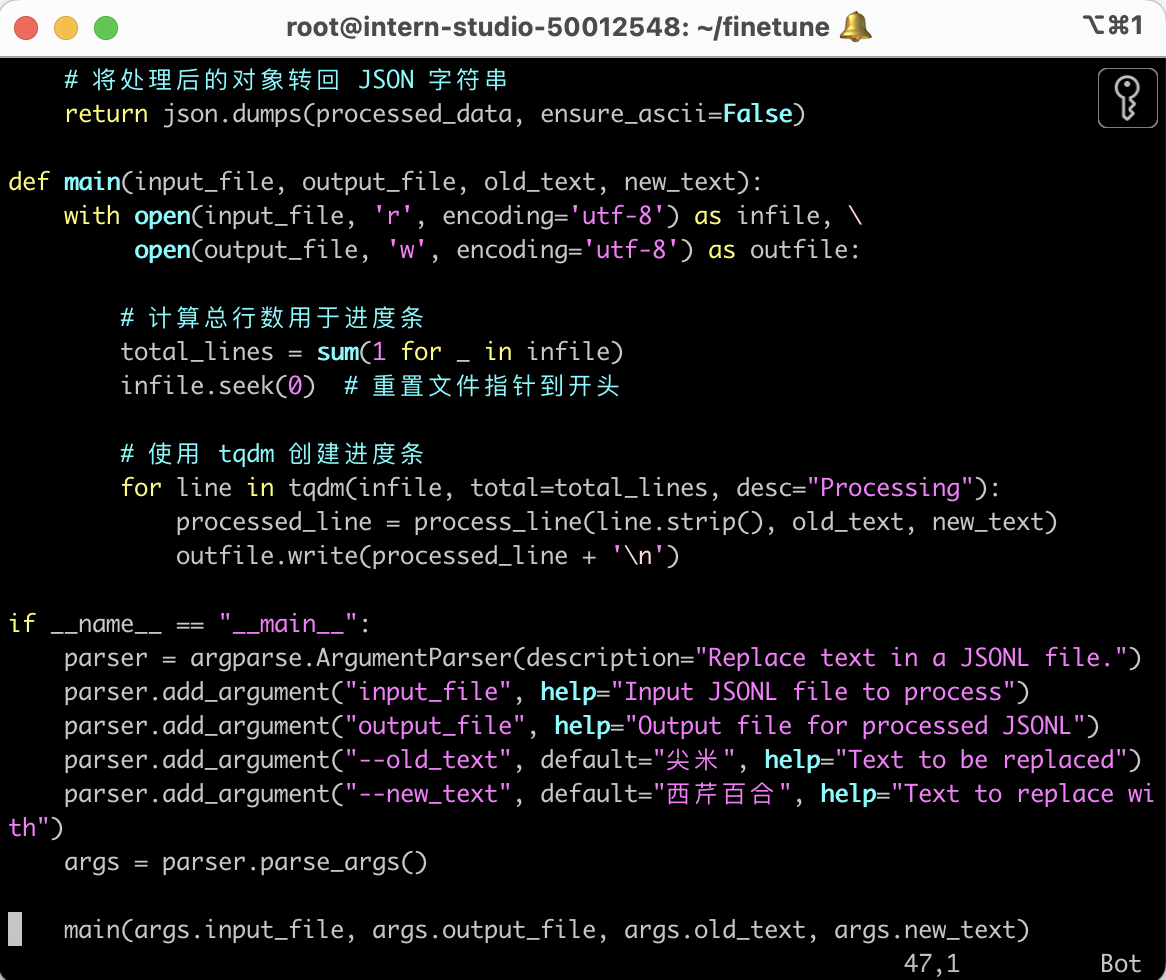 root@intern-studio-50012548: ~/finetune 🔔 ⌥⌘1
    # 将处理后的对象转回 JSON 字符串
    return json.dumps(processed_data, ensure_ascii=False)

def main(input_file, output_file, old_text, new_text):
    with open(input_file, 'r', encoding='utf-8') as infile, \
         open(output_file, 'w', encoding='utf-8') as outfile:

        # 计算总行数用于进度条
        total_lines = sum(1 for _ in infile)
        infile.seek(0)  # 重置文件指针到开头

        # 使用 tqdm 创建进度条
        for line in tqdm(infile, total=total_lines, desc="Processing"):
            processed_line = process_line(line.strip(), old_text, new_text)
            outfile.write(processed_line + '\n')

if __name__ == "__main__":
    parser = argparse.ArgumentParser(description="Replace text in a JSONL file.")
    parser.add_argument("input_file", help="Input JSONL file to process")
    parser.add_argument("output_file", help="Output file for processed JSONL")
    parser.add_argument("--old_text", default="尖米", help="Text to be replaced")
    parser.add_argument("--new_text", default="西芹百合", help="Text to replace wi
th")
    args = parser.parse_args()

    main(args.input_file, args.output_file, args.old_text, args.new_text)
47,1 Bot